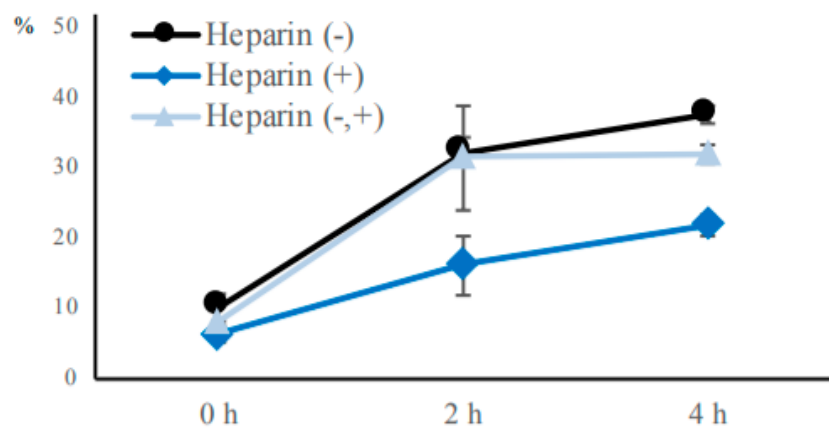 % 50
Heparin (-)
Heparin (+)
40
Heparin (-,+)
30
20
10
0
0 h 2 h 4 h